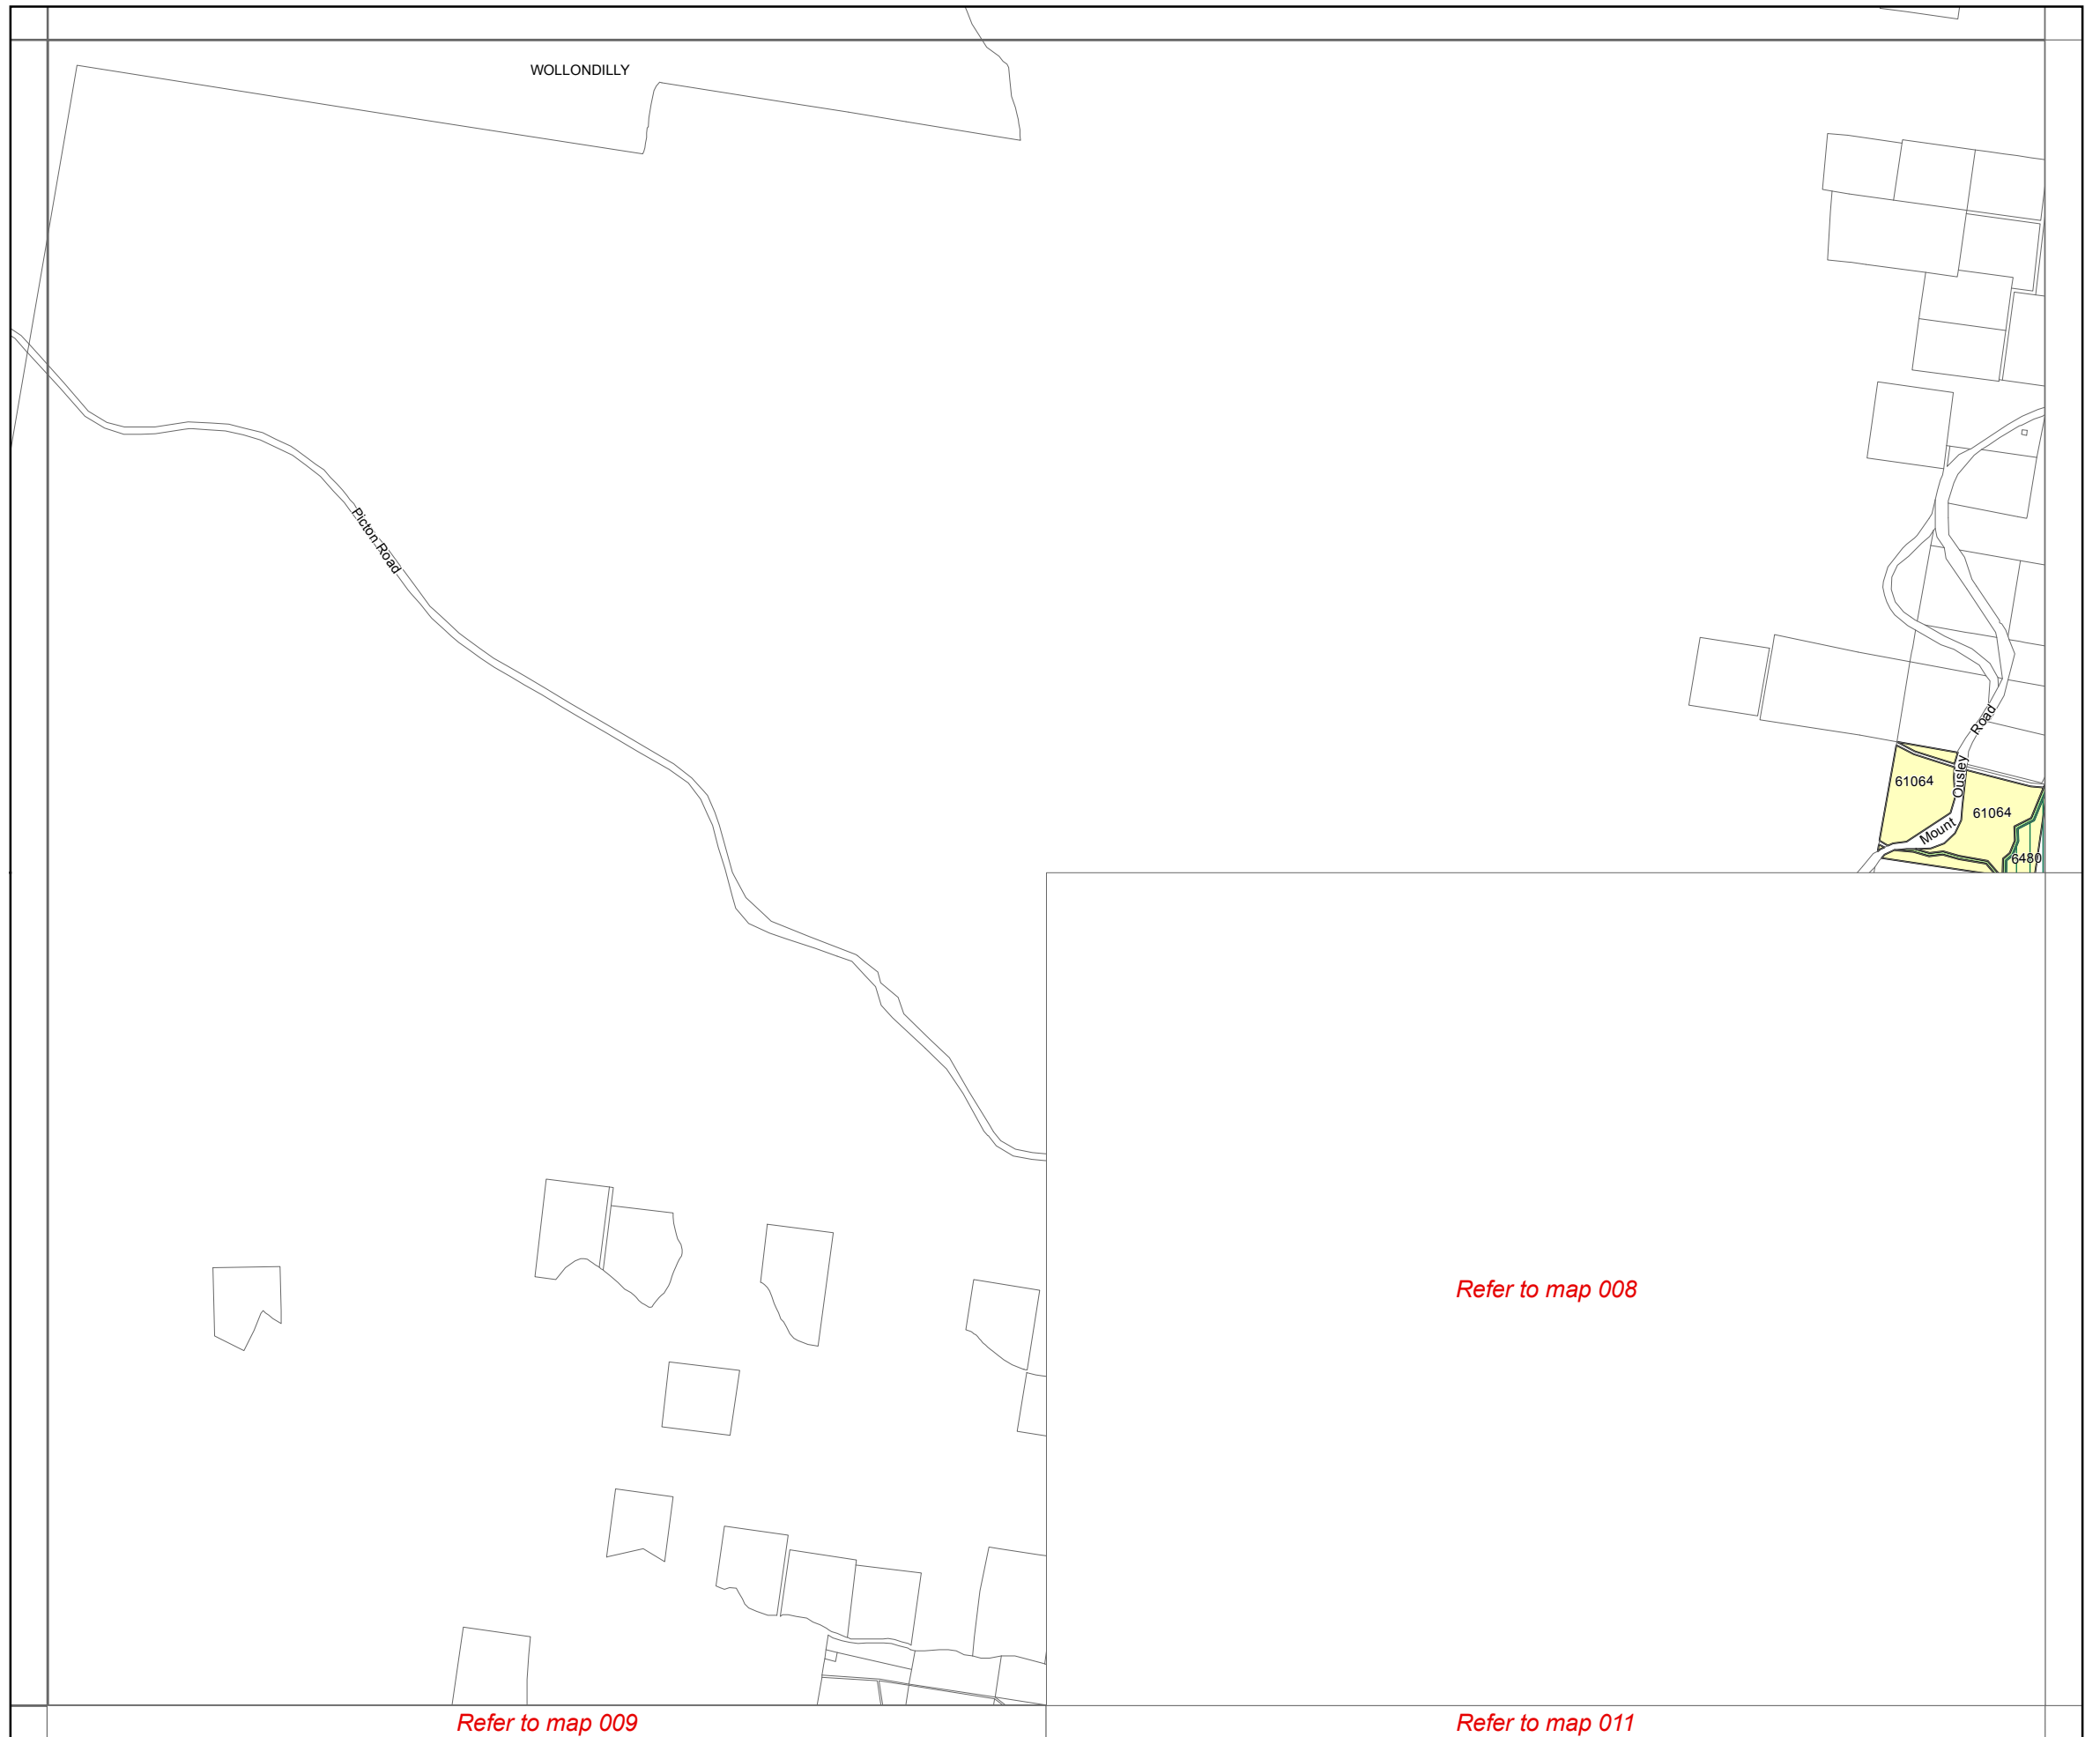 WOLLONDILLY
Picton Road
Mount Ousley Road
61064
61064
6480
Refer to map 008
Refer to map 009
Refer to map 011